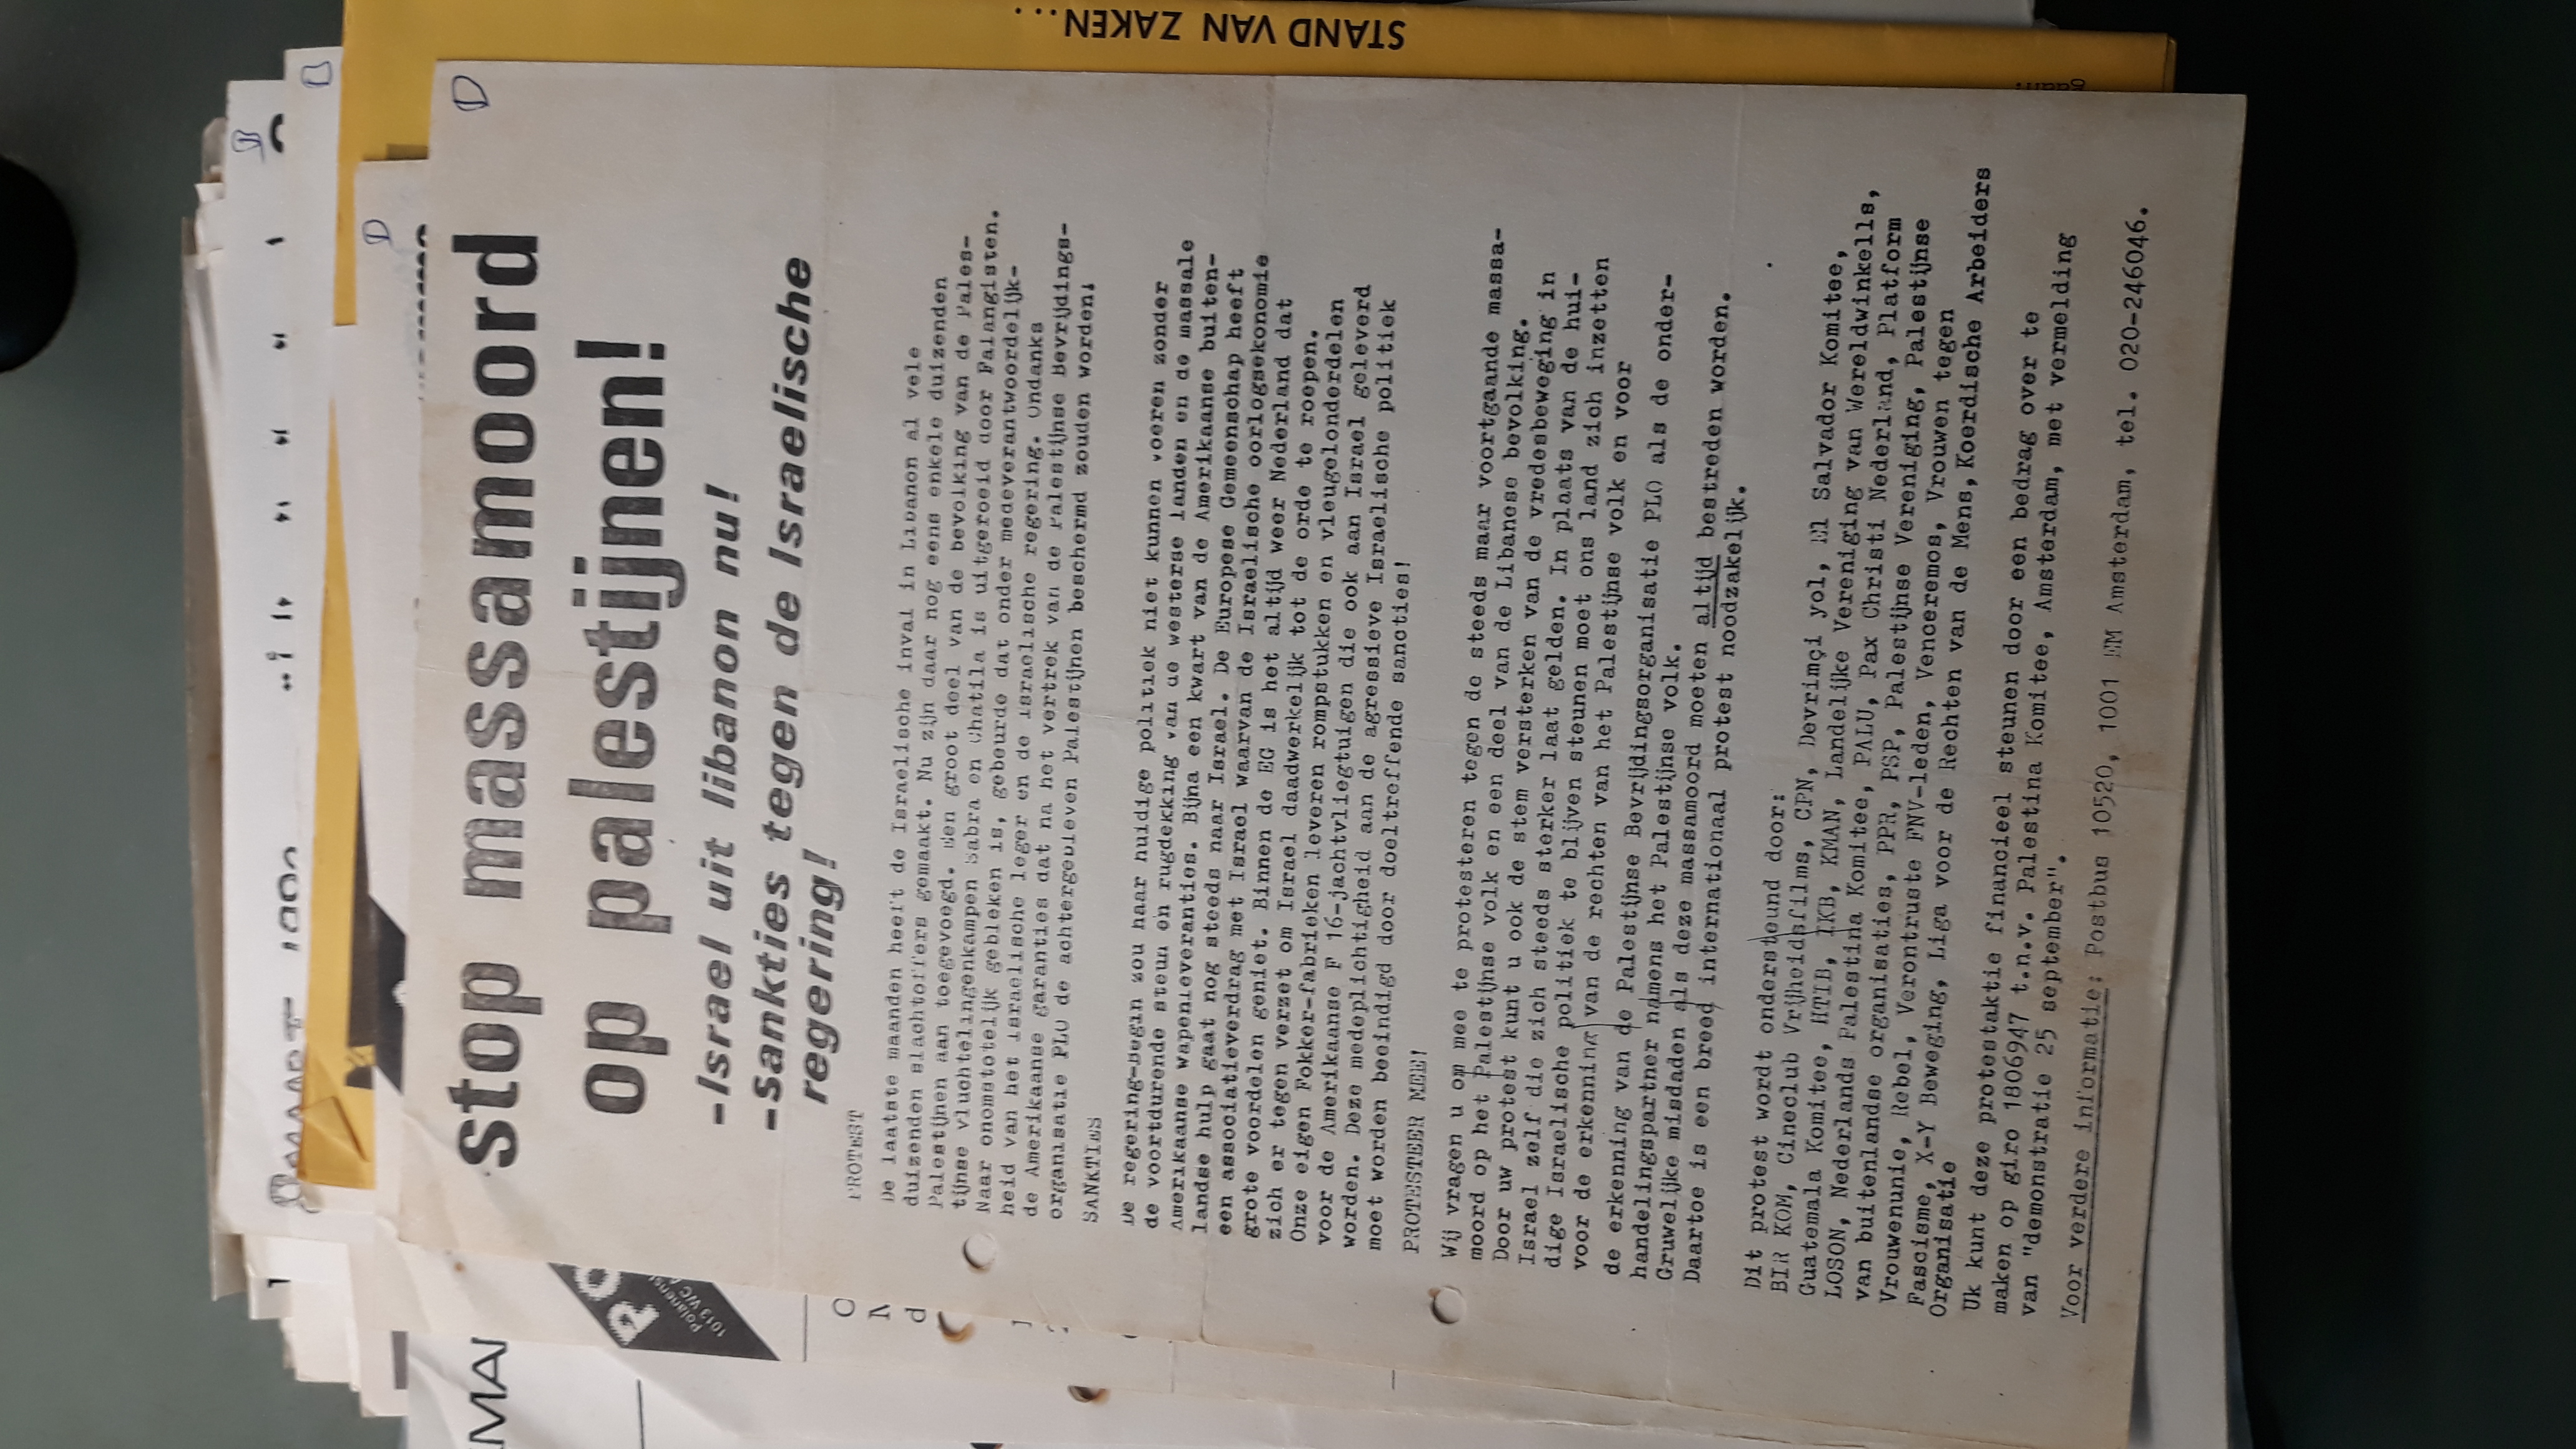 B
D
D
MAART
stop massamoord
op palestijnen!
-Israel uit libanon nu!
-Sankties tegen de Israelische
regering!
PROTEST
De laatste maanden heeft de Israelische inval in Libanon al vele
duizenden slachtoffers gemaakt. Nu zijn daar nog eens enkele duizenden
Palestijnen aan toegevoegd. Een groot deel van de bevolking van de Pales-
tijnse vluchtelingenkampen Sabra en Chatila is uitgeroeid door Falangisten.
Naar onomstotelijk gebleken is, gebeurde dat onder medeverantwoordelijk-
heid van het israelische leger en de israelische regering. Ondanks
de Amerikaanse garanties dat na het vertrek van de Palestijnse Bevrijdings-
organisatie PLO de achtergebleven Palestijnen beschermd zouden worden!
SANKTIES
De regering-Begin zou haar huidige politiek niet kunnen voeren zonder
de voortdurende steun en rugdekking van de westerse landen en de massale
Amerikaanse wapenleveranties. Bijna een kwart van de Amerikaanse buiten-
landse hulp gaat nog steeds naar Israel. De Europese Gemeenschap heeft
een associatieverdrag met Israel waarvan de Israelische oorlogsekonomie
grote voordelen geniet. Binnen de EG is het altijd weer Nederland dat
zich er tegen verzet om Israel daadwerkelijk tot de orde te roepen.
Onze eigen Fokker-fabrieken leveren rompstukken en vleugelonderdelen
voor de Amerikaanse F 16-jachtvliegtuigen die ook aan Israel geleverd
worden. Deze medeplichtigheid aan de agressieve Israelische politiek
moet worden beeindigd door doeltreffende sancties!
PROTESTEER MEE!
Wij vragen u om mee te protesteren tegen de steeds maar voortgaande massa-
moord op het Palestijnse volk en een deel van de Libanese bevolking.
Door uw protest kunt u ook de stem versterken van de vredesbeweging in
Israel zelf die zich steeds sterker laat gelden. In plaats van de hui-
dige Israelische politiek te blijven steunen moet ons land zich inzetten
voor de erkenning van de rechten van het Palestijnse volk en voor
de erkenning van de Palestijnse Bevrijdingsorganisatie PLO als de onder-
handelingspartner namens het Palestijnse volk.
Gruwelijke misdaden als deze massamoord moeten altijd bestreden worden.
Daartoe is een breed internationaal protest noodzakelijk.
Dit protest wordt ondersteund door:
BIR KOM, Cineclub Vrijheidsfilms, CPN, Devrimçi yol, El Salvador Komitee,
Guatemala Komitee, HTIB, IKB, KMAN, Landelijke Vereniging van Wereldwinkells,
LOSON, Nederlands Palestina Komitee, PALU, Pax Christi Nederland, Platform
van buitenlandse organisaties, PPR, PSP, Palestijnse Vereniging, Palestijnse
Vrouwenunie, Rebel, Verontruste FNV-leden, Venceremos, Vrouwen tegen
Fascisme, X-Y Beweging, Liga voor de Rechten van de Mens, Koerdische Arbeiders
Organisatie
Uk kunt deze protestaktie financieel steunen door een bedrag over te
maken op giro 1806947 t.n.v. Palestina Komitee, Amsterdam, met vermelding
van "demonstratie 25 september".
Voor verdere informatie: Postbus 10520, 1001 EM Amsterdam, tel. 020-246046.
STAND VAN ZAKEN...
PO
Polanenst
1013 WC